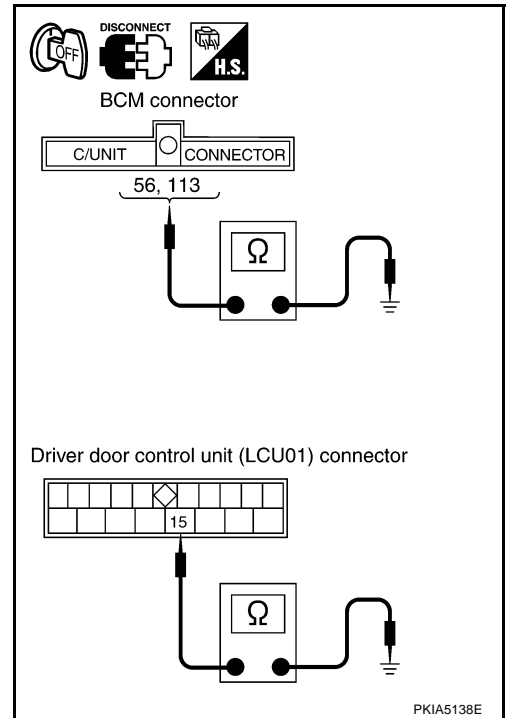 DISCONNECT
OFF
H.S.
BCM connector
C/UNIT CONNECTOR
56, 113
Ω
Driver door control unit (LCU01) connector
15
Ω
PKIA5138E